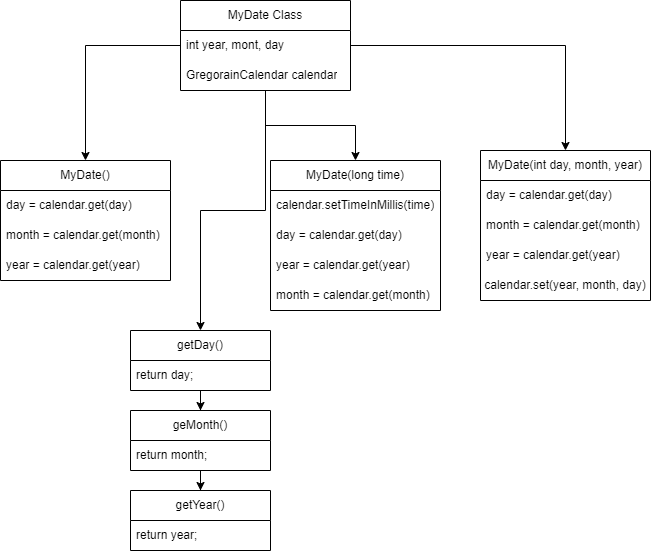 MyDate Class
int year, mont, day
GregorainCalendar calendar
MyDate()
day = calendar.get(day)
month = calendar.get(month)
year = calendar.get(year)
MyDate(long time)
calendar.setTimeInMillis(time)
day = calendar.get(day)
year = calendar.get(year)
month = calendar.get(month)
MyDate(int day, month, year)
day = calendar.get(day)
month = calendar.get(month)
year = calendar.get(year)
calendar.set(year, month, day)
getDay()
return day;
geMonth()
return month;
getYear()
return year;